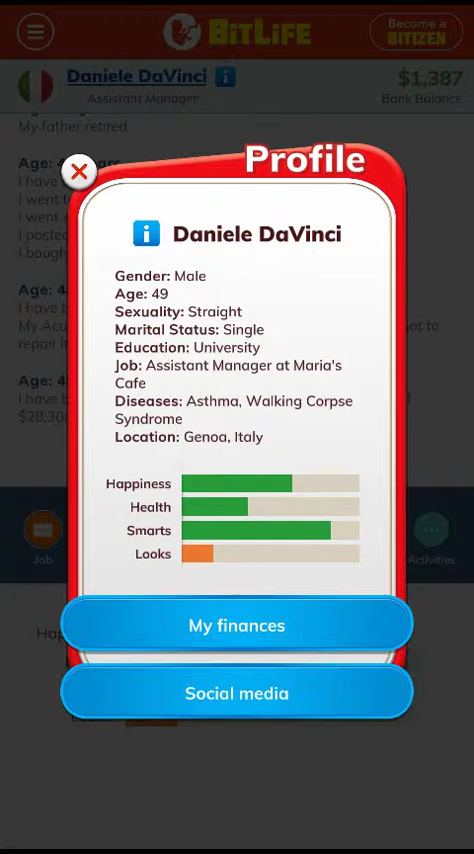 Become a
BITLIFE
BITIZEN
Daniele DaVinci
$1,387
Assistant Manager
Bank Balance
My father retired
Profile
Age: 4
I have
I went t
I went
I posted
I bough
Daniele DaVinci
Gender: Male
Age: 49
Sexuality: Straight
Marital Status: Single
Education: University
Job: Assistant Manager at Maria's
Cafe
Diseases: Asthma, Walking Corpse
Syndrome
Location: Genoa, Italy
Age: 4
I have b
My Acu
not to
repair i
Age: 4
I have b
$28,30
Happiness
Health
Smarts
Looks
Job
Activities
My finances
Social media